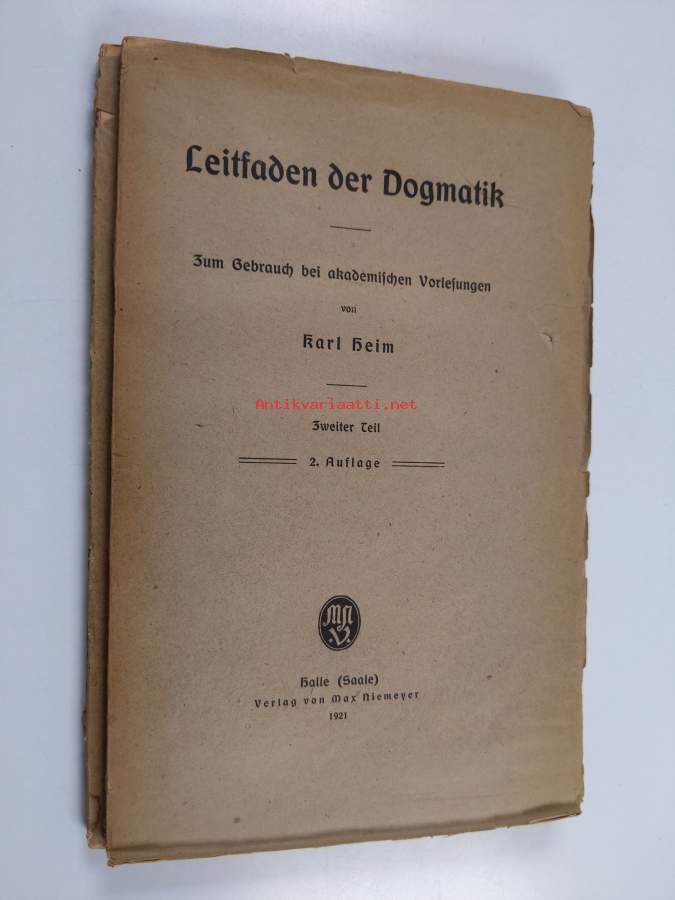 Leitfaden der Dogmatik
Zum Gebrauch bei akademischen Vorlesungen
von
Karl Heim
Antikvariaatti.net
Zweiter Teil
2. Auflage
MN
.V.
Halle (Saale)
Verlag von Max Niemeyer
1921